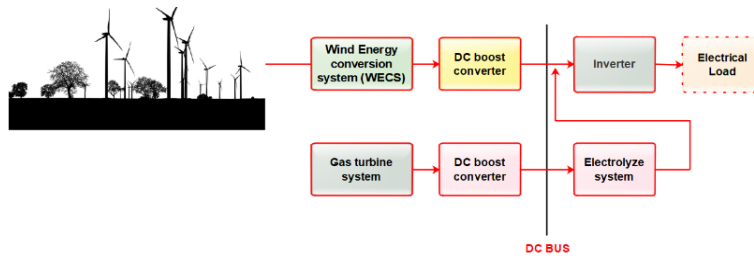 Wind Energy
conversion
system (WECS)
DC boost
converter
Inverter
Electrical
Load
Gas turbine
system
DC boost
converter
Electrolyze
system
DC BUS